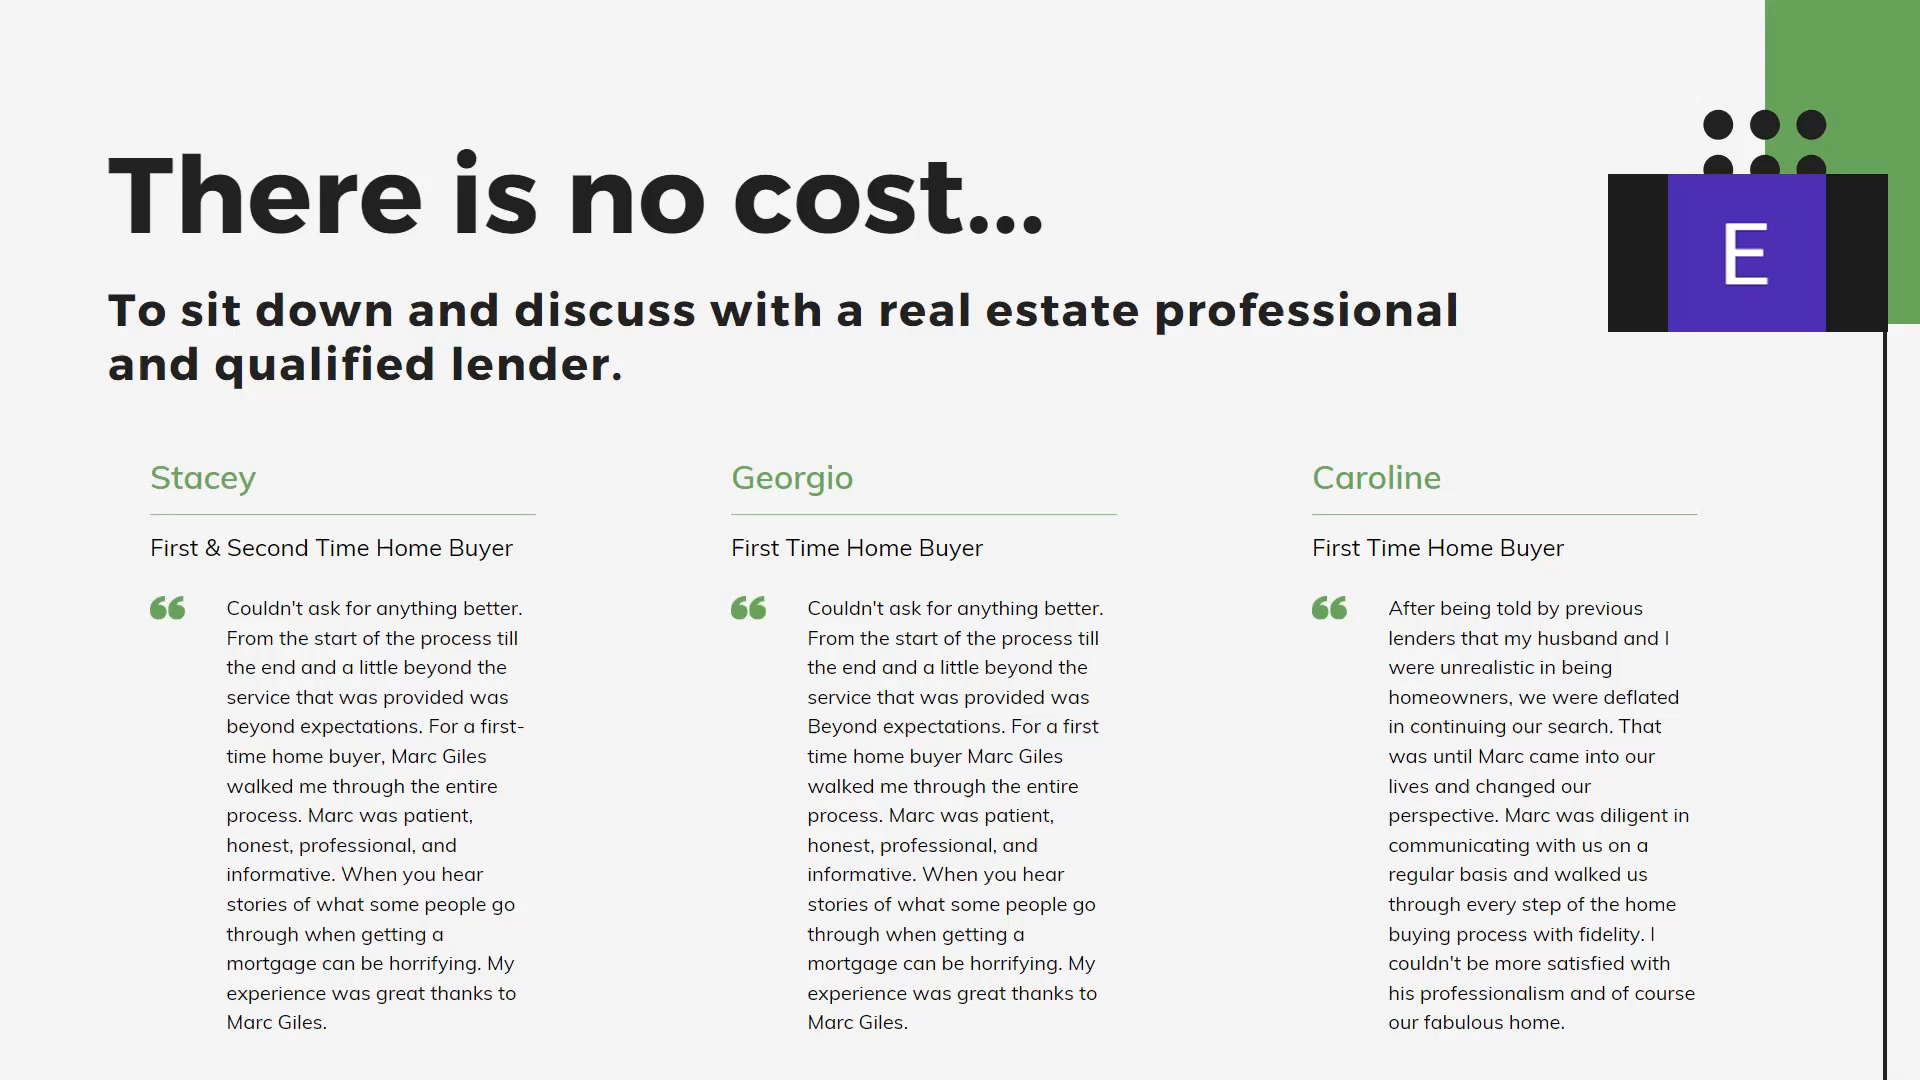 There is no cost...
E
To sit down and discuss with a real estate professional
and qualified lender.
Stacey
First & Second Time Home Buyer
Couldn't ask for anything better.
From the start of the process till
the end and a little beyond the
service that was provided was
beyond expectations. For a first-
time home buyer, Marc Giles
walked me through the entire
process. Marc was patient,
honest, professional, and
informative. When you hear
stories of what some people go
through when getting a
mortgage can be horrifying. My
experience was great thanks to
Marc Giles.
Georgio
First Time Home Buyer
Couldn't ask for anything better.
From the start of the process till
the end and a little beyond the
service that was provided was
Beyond expectations. For a first
time home buyer Marc Giles
walked me through the entire
process. Marc was patient,
honest, professional, and
informative. When you hear
stories of what some people go
through when getting a
mortgage can be horrifying. My
experience was great thanks to
Marc Giles.
Caroline
First Time Home Buyer
After being told by previous
lenders that my husband and I
were unrealistic in being
homeowners, we were deflated
in continuing our search. That
was until Marc came into our
lives and changed our
perspective. Marc was diligent in
communicating with us on a
regular basis and walked us
through every step of the home
buying process with fidelity. I
couldn't be more satisfied with
his professionalism and of course
our fabulous home.